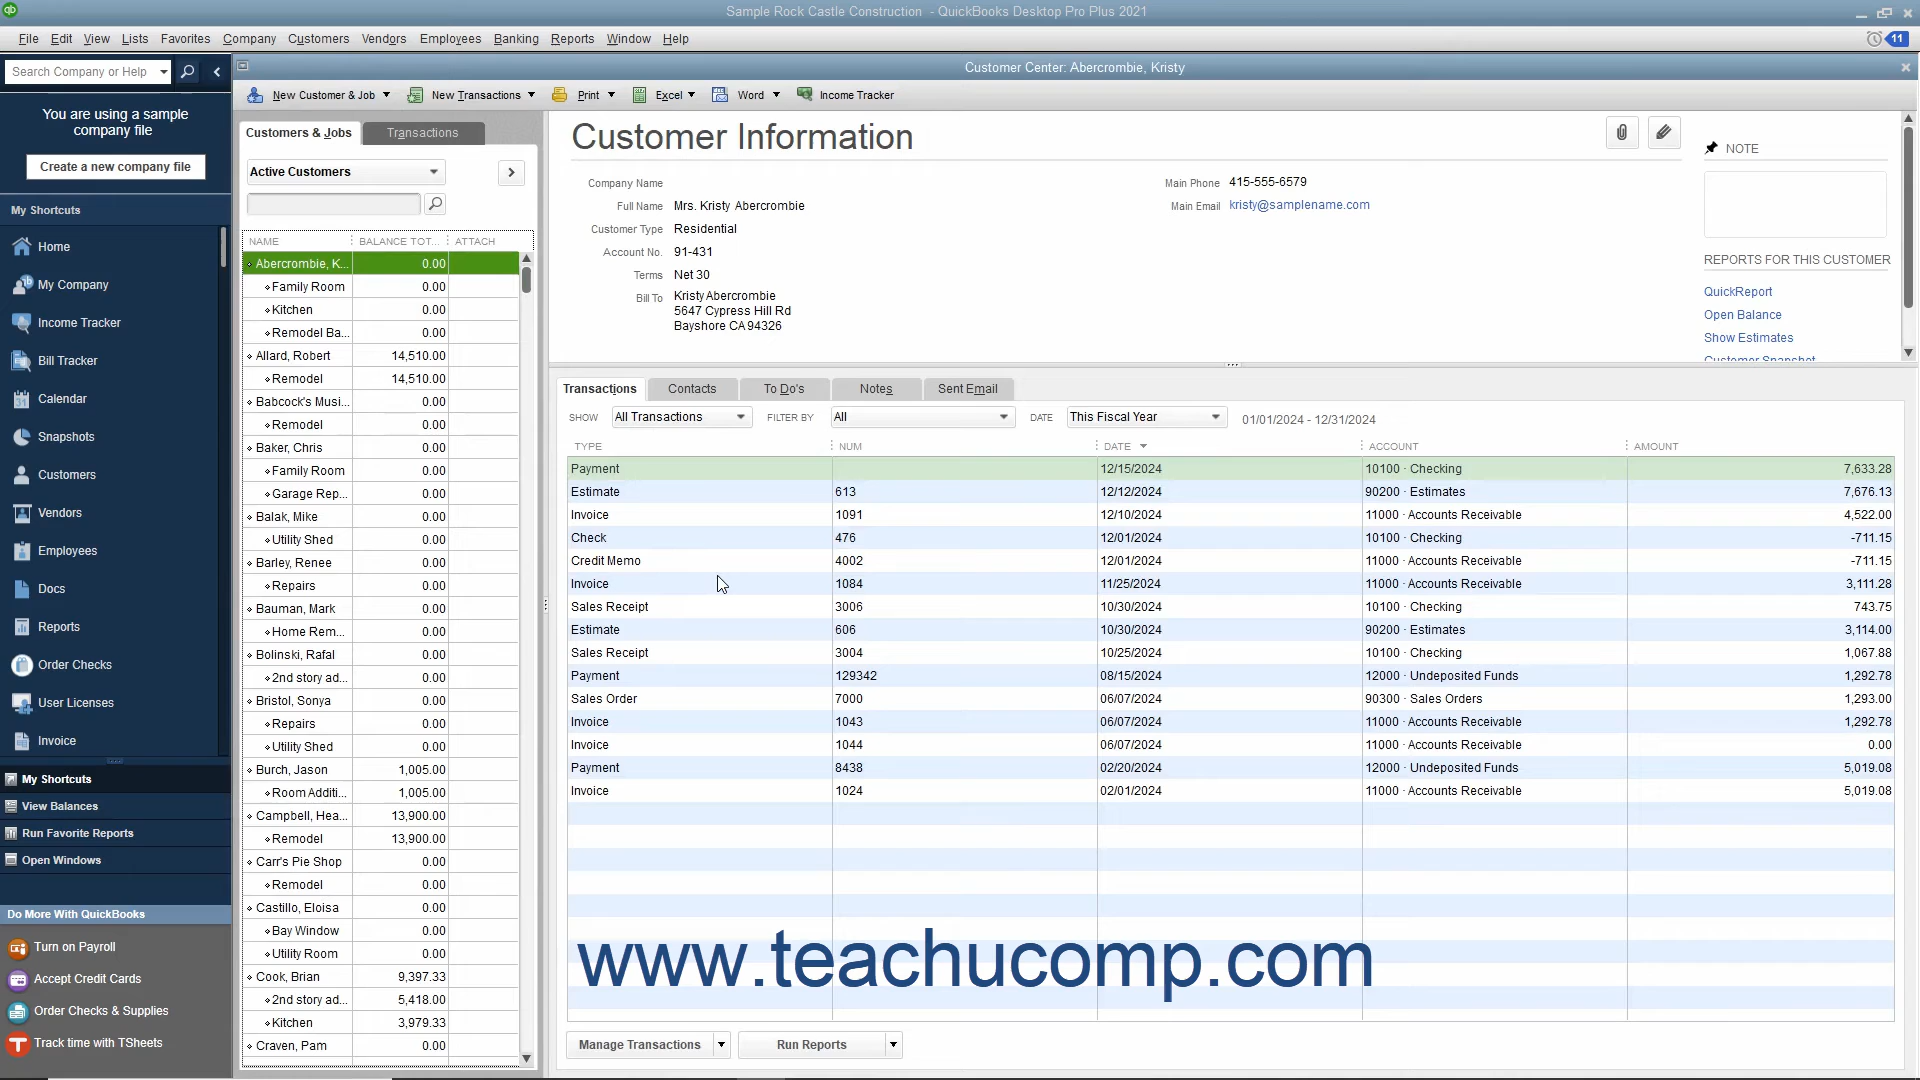 Sample Rock Castle Construction - QuickBooks Desktop Pro Plus 2021
File Edit View Lists Favorites Company Customers Vendors Employees Banking Reports Window Help
11
Search Company or Help
You are using a sample
company file
Create a new company file
My Shortcuts
Home
My Company
Income Tracker
Bill Tracker
Calendar
Snapshots
Customers
Vendors
Employees
Docs
Reports
Order Checks
User Licenses
Invoice
My Shortcuts
View Balances
Run Favorite Reports
Open Windows
Do More With QuickBooks
Turn on Payroll
Accept Credit Cards
Order Checks & Supplies
Track time with TSheets
Customer Center: Abercrombie, Kristy
New Customer & Job New Transactions Print Excel Word Income Tracker
Customers & Jobs Transactions
Active Customers
NAME BALANCE TOT... ATTACH
Abercrombie, K... 0.00
Family Room 0.00
Kitchen 0.00
Remodel Ba... 0.00
Allard, Robert 14,510.00
Remodel 14,510.00
Babcock's Musi... 0.00
Remodel 0.00
Baker, Chris 0.00
Family Room 0.00
Garage Rep... 0.00
Balak, Mike 0.00
Utility Shed 0.00
Barley, Renee 0.00
Repairs 0.00
Bauman, Mark 0.00
Home Rem... 0.00
Bolinski, Rafal 0.00
2nd story ad... 0.00
Bristol, Sonya 0.00
Repairs 0.00
Utility Shed 0.00
Burch, Jason 1,005.00
Room Additi... 1,005.00
Campbell, Hea... 13,900.00
Remodel 13,900.00
Carr's Pie Shop 0.00
Remodel 0.00
Castillo, Eloisa 0.00
Bay Window 0.00
Utility Room 0.00
Cook, Brian 9,397.33
2nd story ad... 5,418.00
Kitchen 3,979.33
Craven, Pam 0.00
Customer Information
Company Name
Full Name Mrs. Kristy Abercrombie
Customer Type Residential
Account No. 91-431
Terms Net 30
Bill To Kristy Abercrombie
5647 Cypress Hill Rd
Bayshore CA 94326
Main Phone 415-555-6579
Main Email kristy@samplename.com
NOTE
REPORTS FOR THIS CUSTOMER
QuickReport
Open Balance
Show Estimates
Customer Snapshot
Transactions Contacts To Do's Notes Sent Email
SHOW All Transactions FILTER BY All DATE This Fiscal Year 01/01/2024 - 12/31/2024
TYPE NUM DATE ACCOUNT AMOUNT
Payment 12/15/2024 10100 · Checking 7,633.28
Estimate 613 12/12/2024 90200 · Estimates 7,676.13
Invoice 1091 12/10/2024 11000 · Accounts Receivable 4,522.00
Check 476 12/01/2024 10100 · Checking -711.15
Credit Memo 4002 12/01/2024 11000 · Accounts Receivable -711.15
Invoice 1084 11/25/2024 11000 · Accounts Receivable 3,111.28
Sales Receipt 3006 10/30/2024 10100 · Checking 743.75
Estimate 606 10/30/2024 90200 · Estimates 3,114.00
Sales Receipt 3004 10/25/2024 10100 · Checking 1,067.88
Payment 129342 08/15/2024 12000 · Undeposited Funds 1,292.78
Sales Order 7000 06/07/2024 90300 · Sales Orders 1,293.00
Invoice 1043 06/07/2024 11000 · Accounts Receivable 1,292.78
Invoice 1044 06/07/2024 11000 · Accounts Receivable 0.00
Payment 8438 02/20/2024 12000 · Undeposited Funds 5,019.08
Invoice 1024 02/01/2024 11000 · Accounts Receivable 5,019.08
www.teachucomp.com
Manage Transactions Run Reports